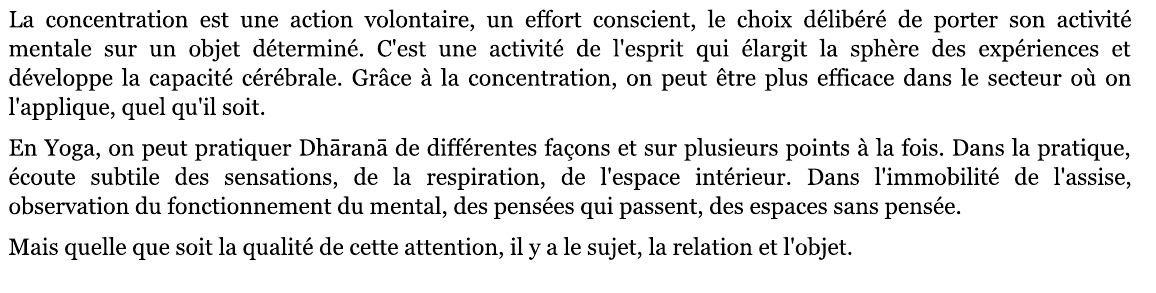 La concentration est une action volontaire, un effort conscient, le choix délibéré de porter son activité
mentale sur un objet déterminé. C'est une activité de l'esprit qui élargit la sphère des expériences et
développe la capacité cérébrale. Grâce à la concentration, on peut être plus efficace dans le secteur où on
l'applique, quel qu'il soit.
En Yoga, on peut pratiquer Dhāranā de différentes façons et sur plusieurs points à la fois. Dans la pratique,
écoute subtile des sensations, de la respiration, de l'espace intérieur. Dans l'immobilité de l'assise,
observation du fonctionnement du mental, des pensées qui passent, des espaces sans pensée.
Mais quelle que soit la qualité de cette attention, il y a le sujet, la relation et l'objet.